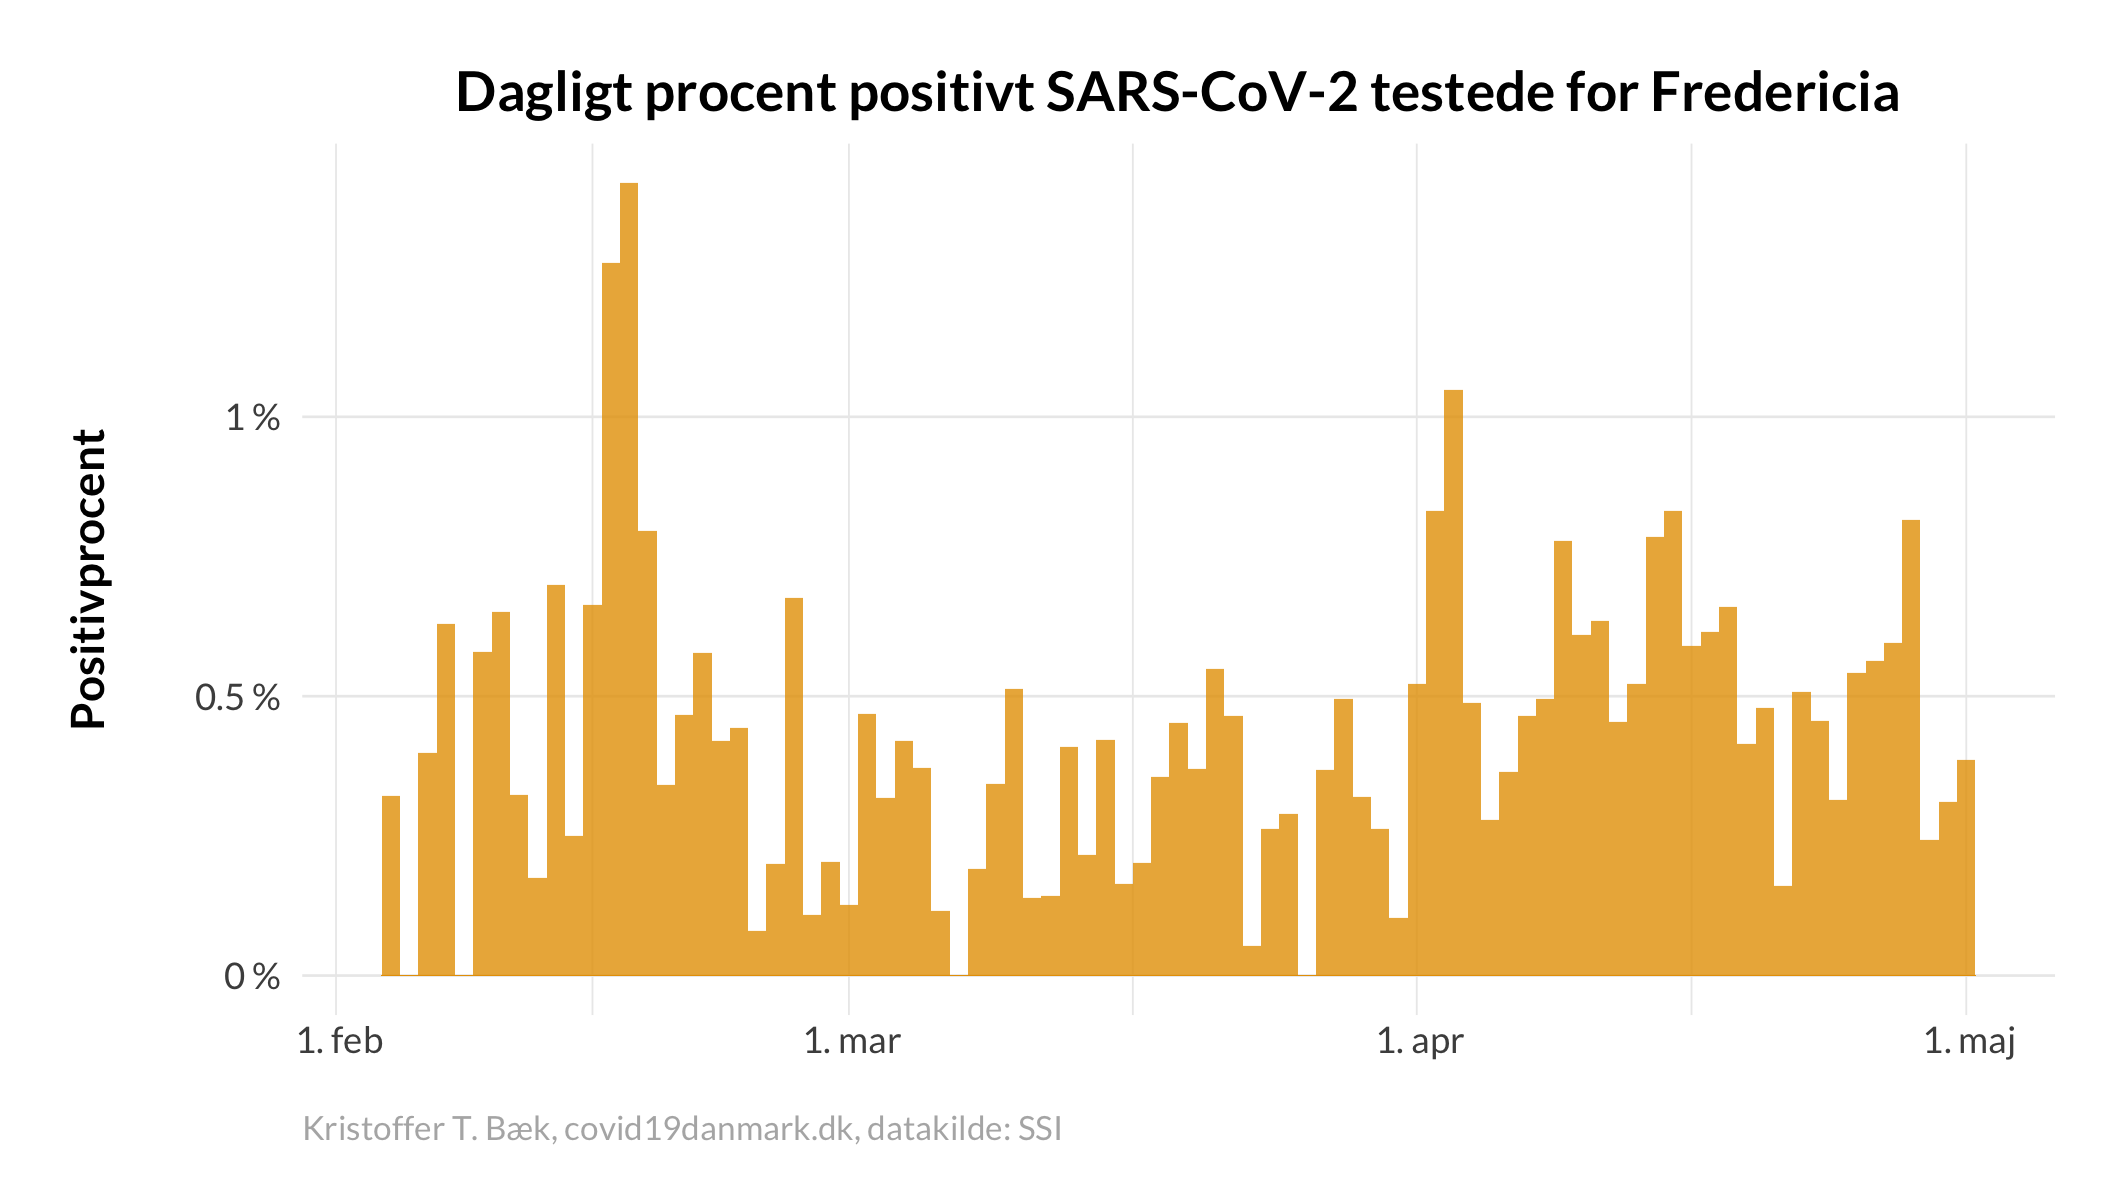 Dagligt procent positivt SARS-CoV-2 testede for Fredericia
Positivprocent
1 %
0.5 %
0 %
1. feb
1. mar
1. apr
1. maj
Kristoffer T. Bæk, covid19danmark.dk, datakilde: SSI